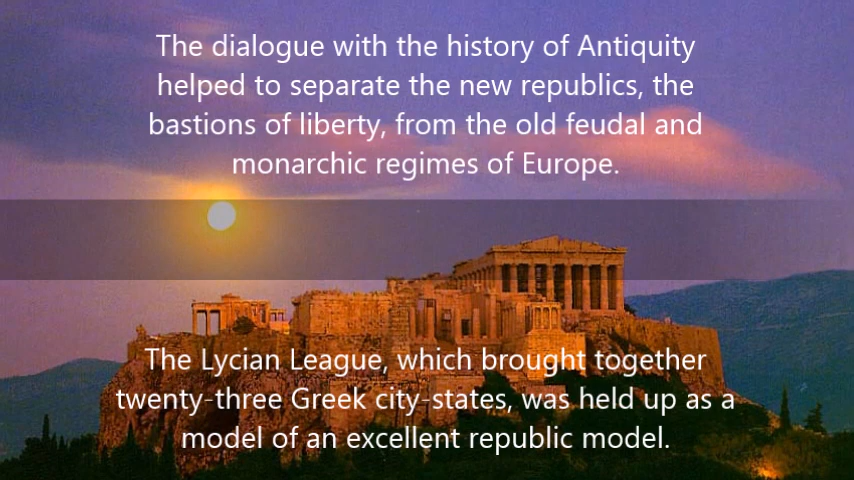 The dialogue with the history of Antiquity
helped to separate the new republics, the
bastions of liberty, from the old feudal and
monarchic regimes of Europe.
The Lycian League, which brought together
twenty-three Greek city-states, was held up as a
model of an excellent republic model.